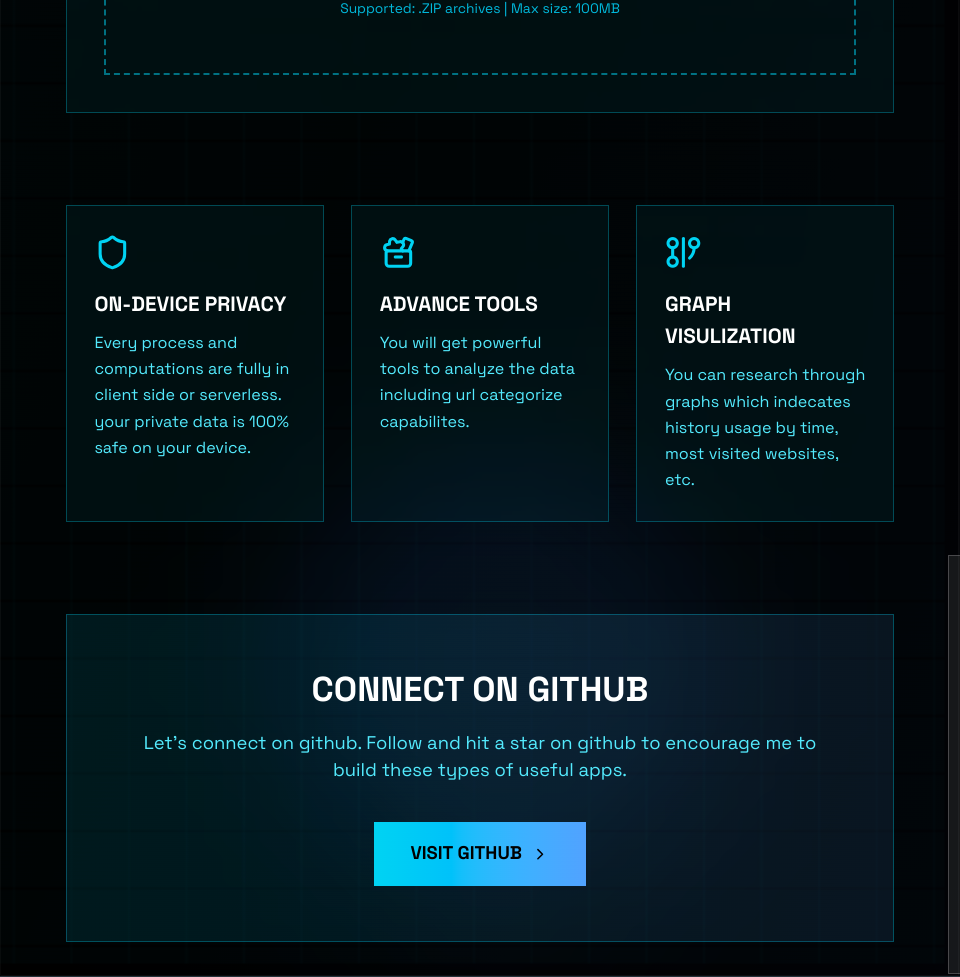 Supported: .ZIP archives | Max size: 100MB
ON-DEVICE PRIVACY
Every process and
computations are fully in
client side or serverless.
your private data is 100%
safe on your device.
ADVANCE TOOLS
You will get powerful
tools to analyze the data
including url categorize
capabilites.
GRAPH
VISULIZATION
You can research through
graphs which indecates
history usage by time,
most visited websites,
etc.
CONNECT ON GITHUB
Let's connect on github. Follow and hit a star on github to encourage me to
build these types of useful apps.
VISIT GITHUB